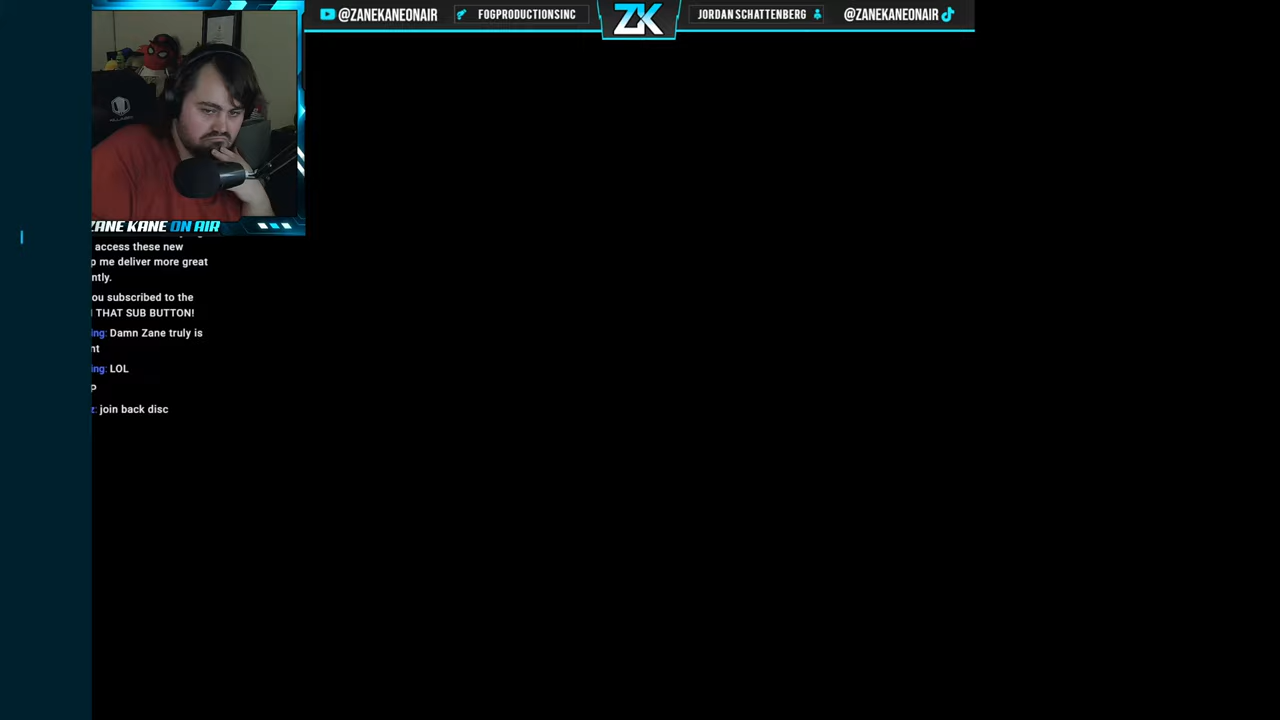 @ZANEKANEONAIR
FOGPRODUCTIONSINC
ZK
JORDAN SCHATTENBERG
@ZANEKANEONAIR
ZANE KANE ON AIR
access these new
p me deliver more great
ntly.
ou subscribed to the
THAT SUB BUTTON!
ing: Damn Zane truly is
nt
ing: LOL
P
z: join back disc